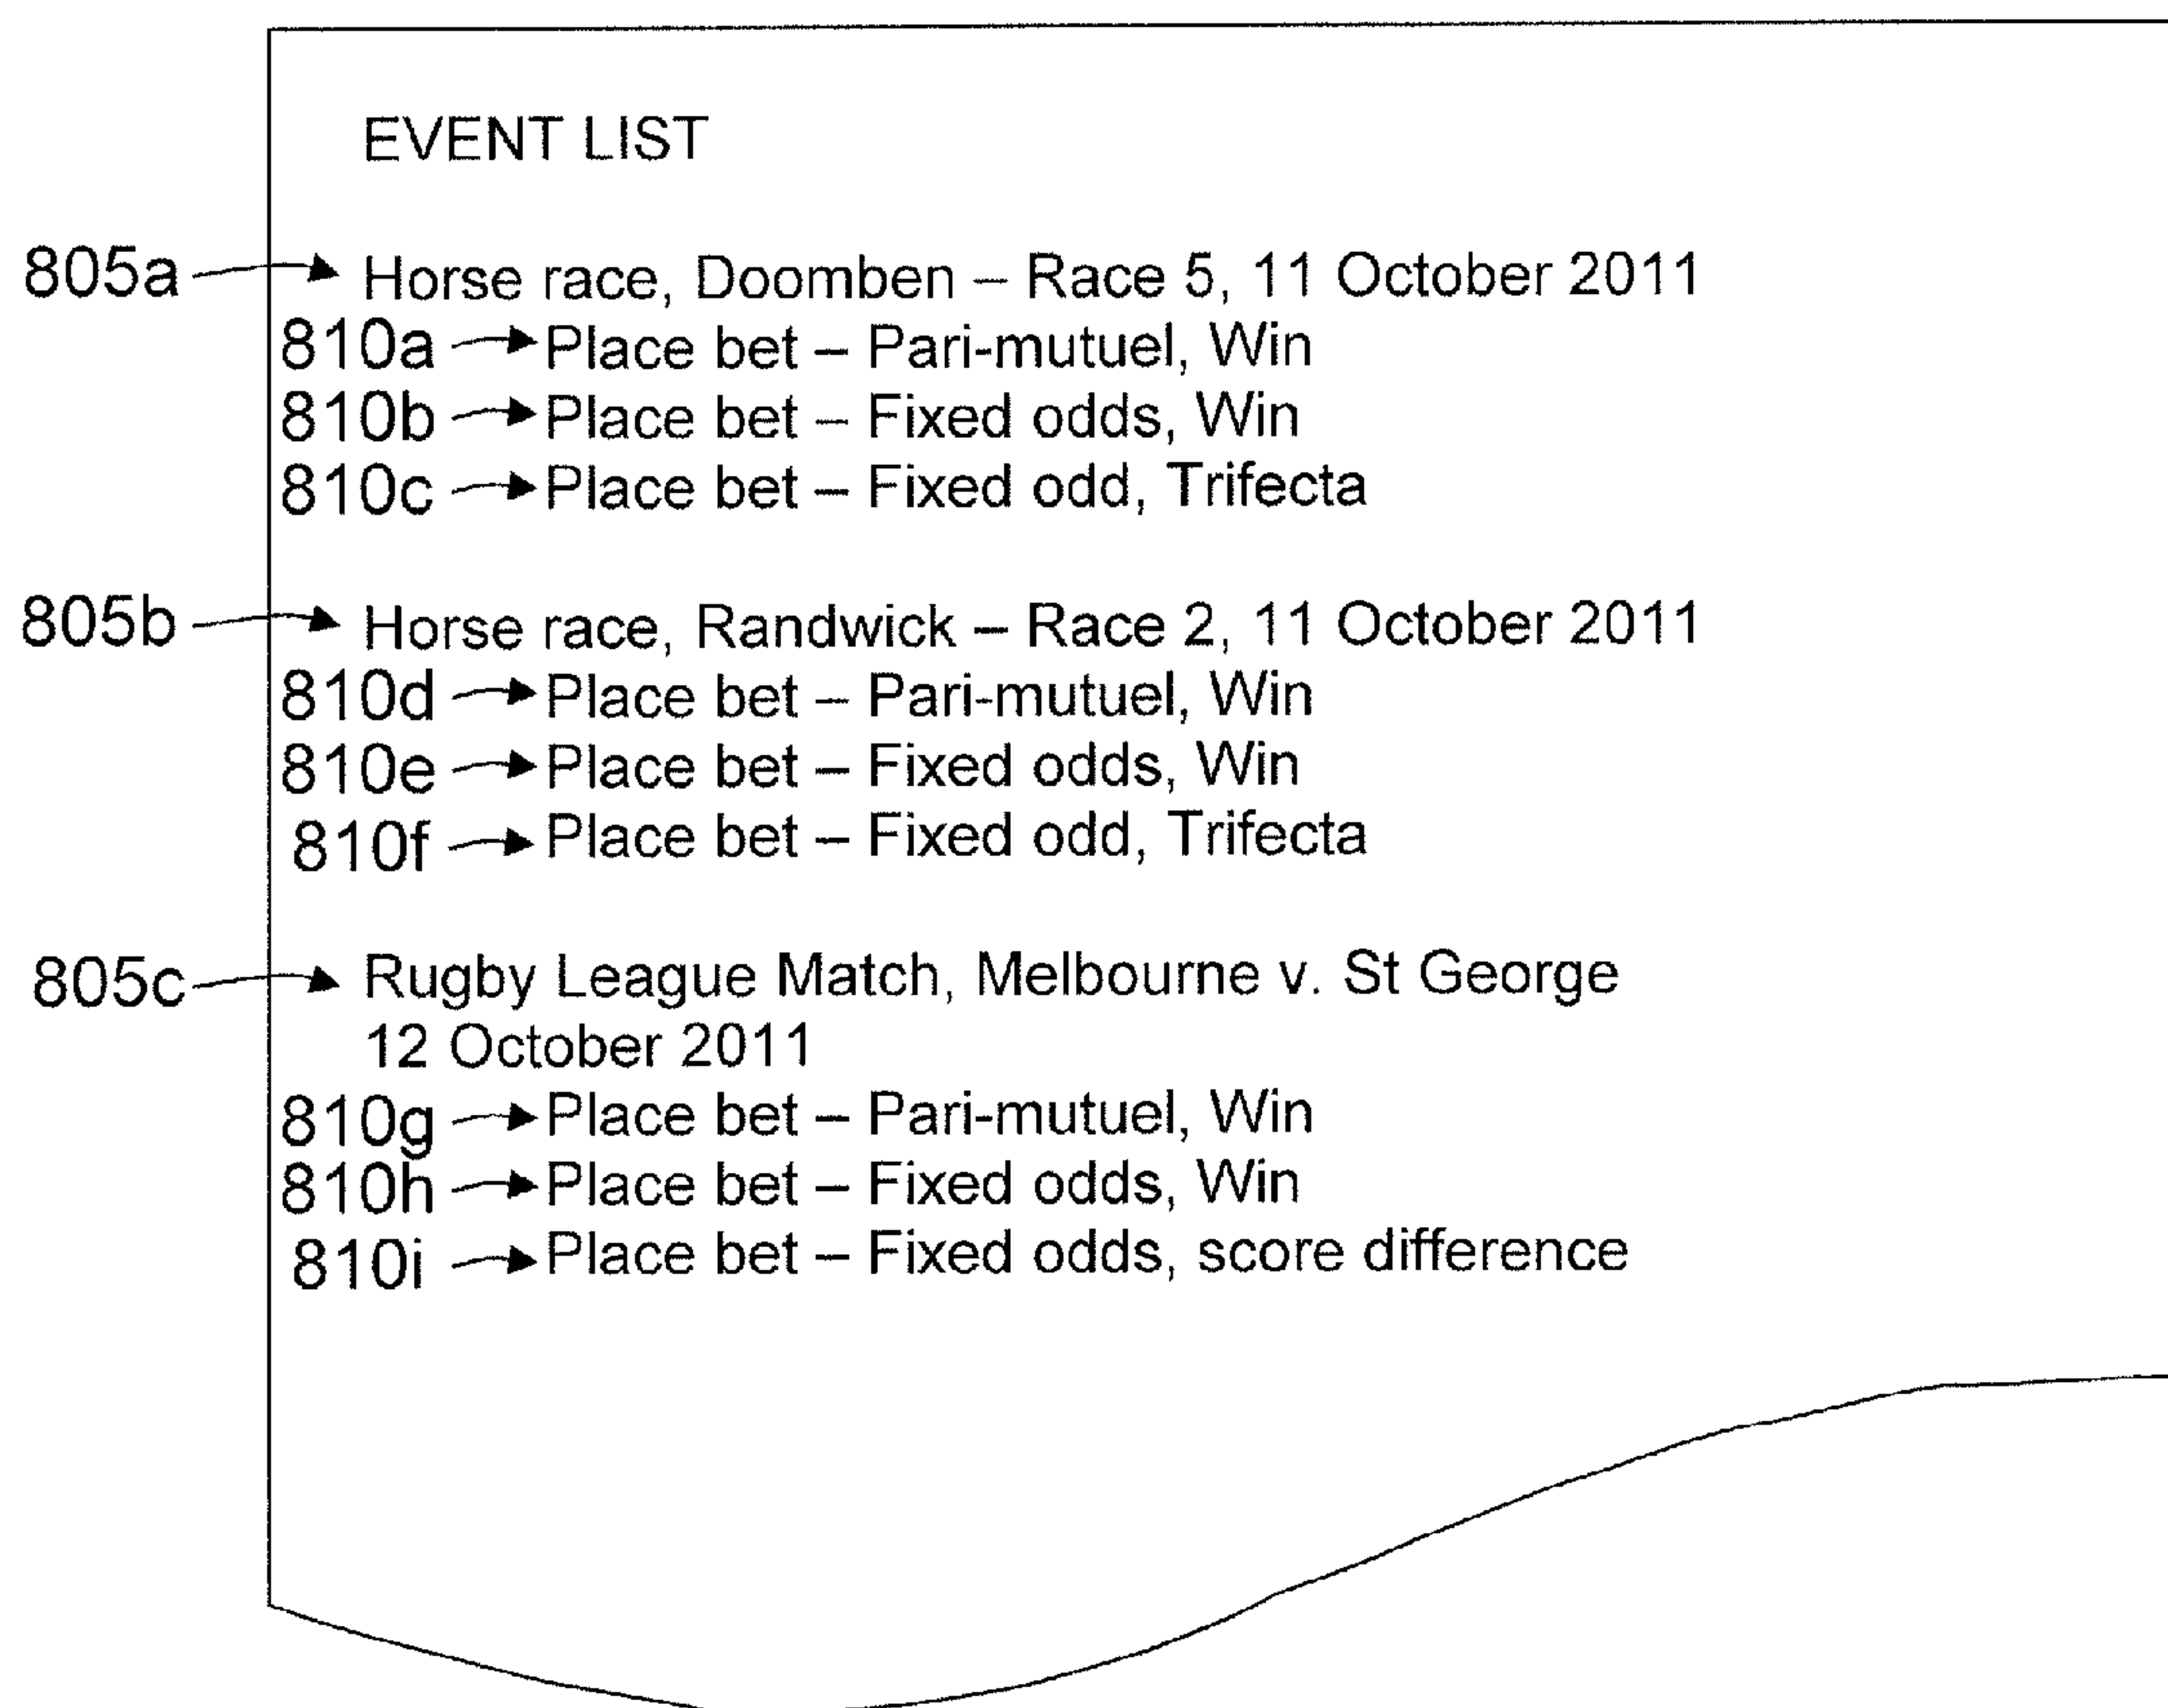 EVENT LIST
805a Horse race, Doomben – Race 5, 11 October 2011
810a Place bet – Pari-mutuel, Win
810b Place bet – Fixed odds, Win
810c Place bet – Fixed odd, Trifecta
805b Horse race, Randwick – Race 2, 11 October 2011
810d Place bet – Pari-mutuel, Win
810e Place bet – Fixed odds, Win
810f Place bet – Fixed odd, Trifecta
805c Rugby League Match, Melbourne v. St George
12 October 2011
810g Place bet – Pari-mutuel, Win
810h Place bet – Fixed odds, Win
810i Place bet – Fixed odds, score difference